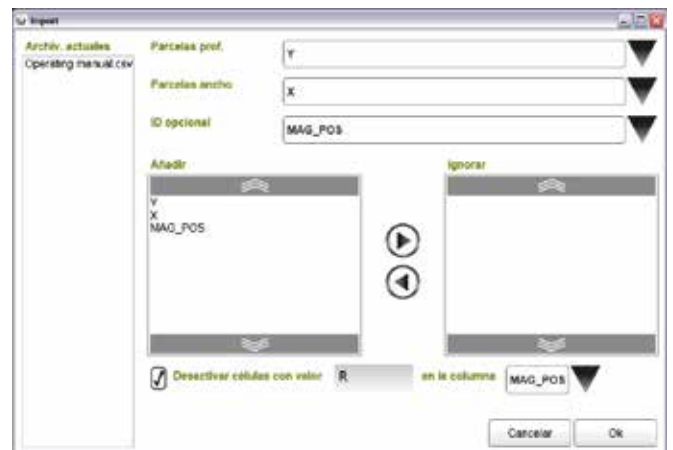 Import
Archiv. actuales
Operating manual.csv
Parcelas prof.
Y
Parcelas ancho
X
ID opcional
MAG_POS
Añadir
Ignorar
Y
X
MAG_POS
Desactivar células con valor R en la columna MAG_POS
Cancelar Ok